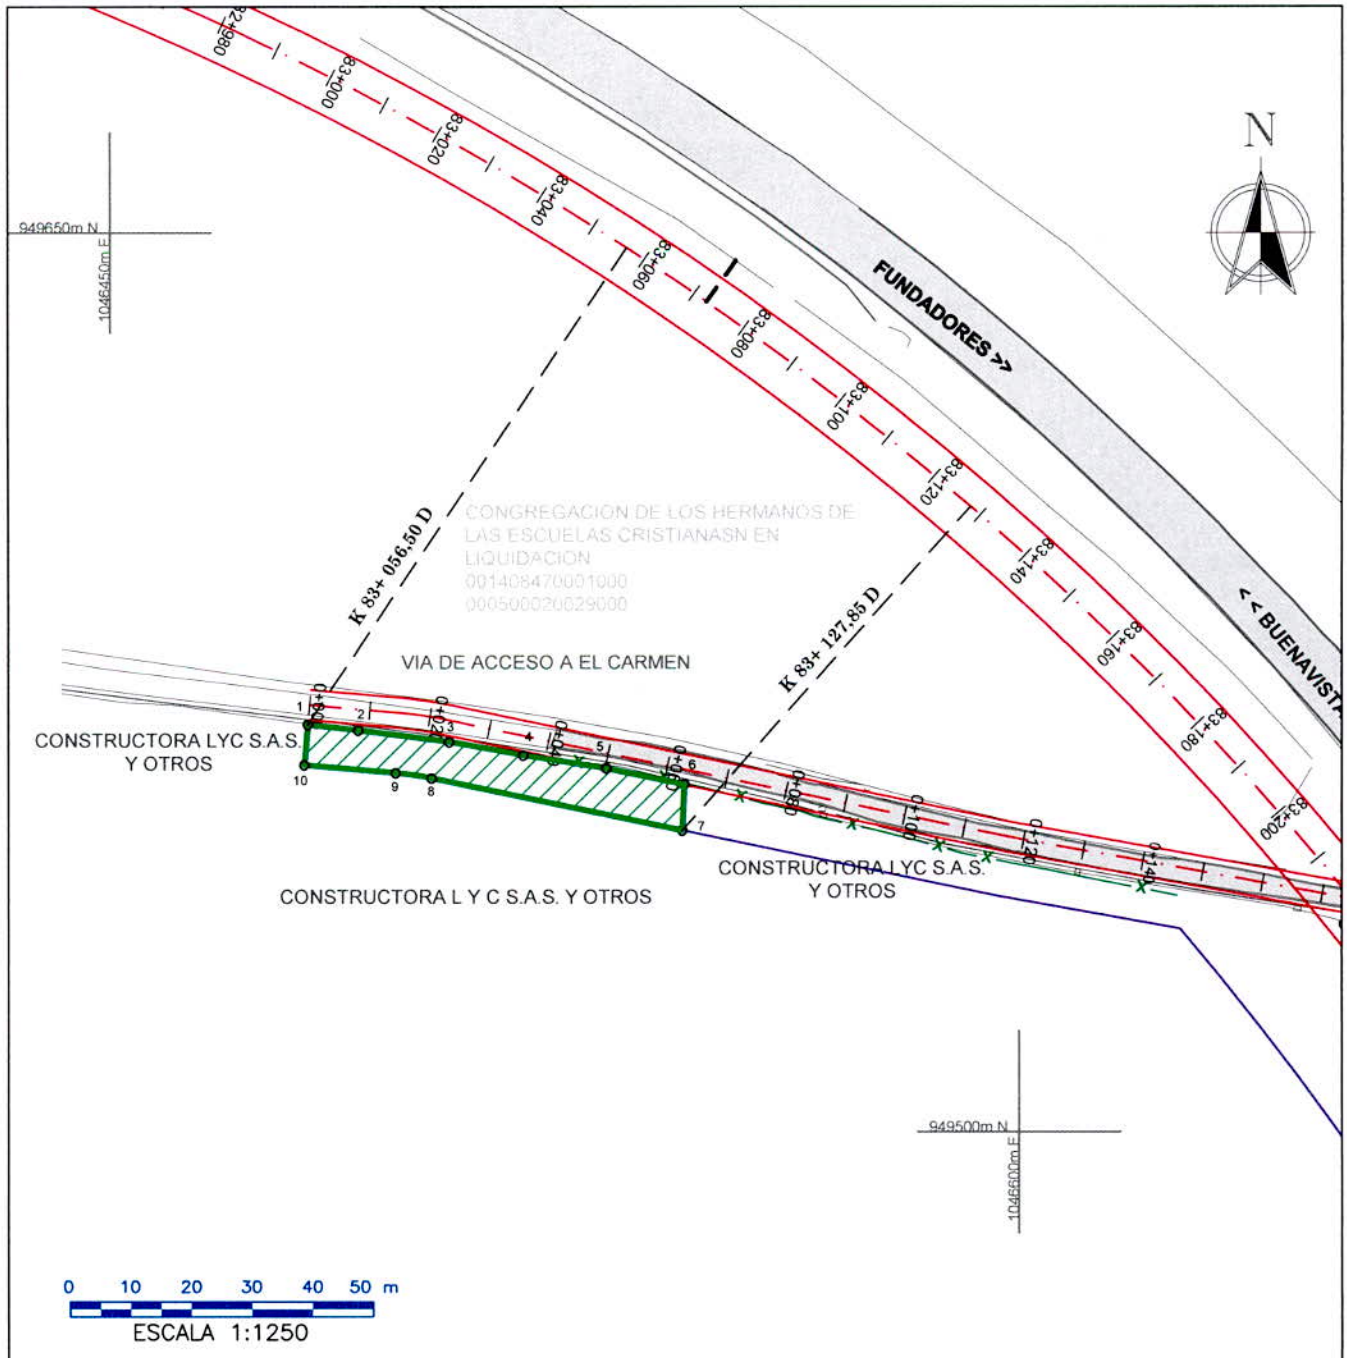 82+980
83+000
83+020
83+040
83+060
83+080
83+100
83+120
83+140
83+160
83+180
83+200
N
949650m N
1046450m E
FUNDADORES >>
<< BUENAVISTA
CONGREGACION DE LOS HERMANOS DE
LAS ESCUELAS CRISTIANASN EN
LIQUIDACION
001408470001000
000500020029000
K 83+ 056,50 D
K 83+ 127,85 D
VIA DE ACCESO A EL CARMEN
1
2
3
4
5
6
7
8
9
10
0+060
0+080
0+100
0+120
0+140
CONSTRUCTORA LYC S.A.S.
Y OTROS
CONSTRUCTORA L Y C S.A.S. Y OTROS
CONSTRUCTORA LYC S.A.S.
Y OTROS
949500m N
1046600m E
0 10 20 30 40 50 m
ESCALA 1:1250